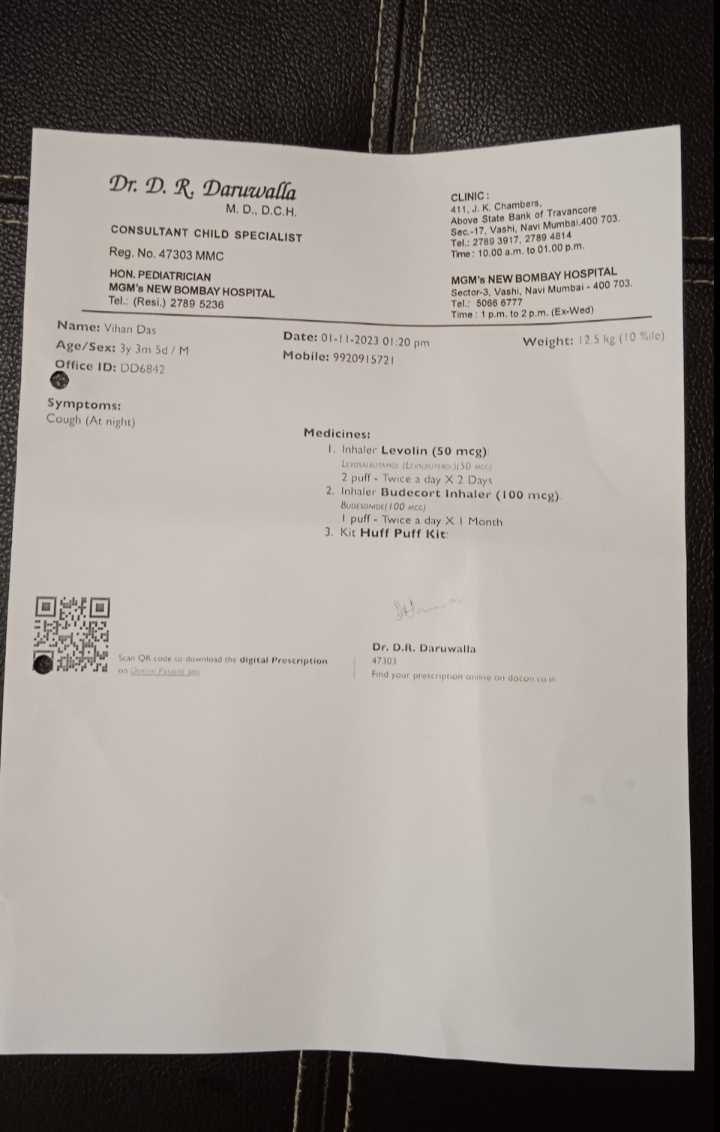 Dr. D. R. Daruwalla
M. D., D.C.H.
CONSULTANT CHILD SPECIALIST
Reg. No. 47303 MMC
HON. PEDIATRICIAN
MGM's NEW BOMBAY HOSPITAL
Tel.: (Resi.) 2789 5236
CLINIC :
411, J. K. Chambers,
Above State Bank of Travancore
Sec.-17, Vashi, Navi Mumbai.400 703.
Tel.: 2789 3917, 2789 4814
Time : 10.00 a.m. to 01.00 p.m.
MGM's NEW BOMBAY HOSPITAL
Sector-3, Vashi, Navi Mumbai - 400 703.
Tel.: 5066 6777
Time : 1 p.m. to 2 p.m. (Ex-Wed)
Name: Vihan Das
Age/Sex: 3y 3m 5d / M
Office ID: DD6842
Date: 01-11-2023 01:20 pm
Mobile: 9920915721
Weight: 12.5 kg (10 %ile)
Symptoms:
Cough (At night)
Medicines:
1. Inhaler Levolin (50 mcg)
2 puff - Twice a day X 2 Days
2. Inhaler Budecort Inhaler (100 mcg)
BUDESONIDE(100 MCG)
1 puff - Twice a day X 1 Month
3. Kit Huff Puff Kit
Scan QR code to download the digital Prescription
on
Dr. D.R. Daruwalla
47303
Find your prescription online on docon.co.in